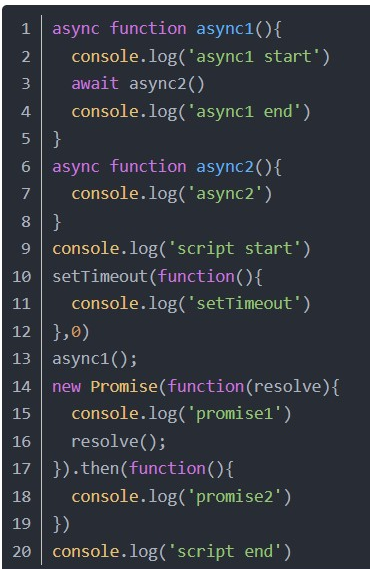 1 async function async1(){
2   console.log('async1 start')
3   await async2()
4   console.log('async1 end')
5 }
6 async function async2(){
7   console.log('async2')
8 }
9 console.log('script start')
10 setTimeout(function(){
11   console.log('setTimeout')
12 },0)
13 async1();
14 new Promise(function(resolve){
15   console.log('promise1')
16   resolve();
17 }).then(function(){
18   console.log('promise2')
19 })
20 console.log('script end')